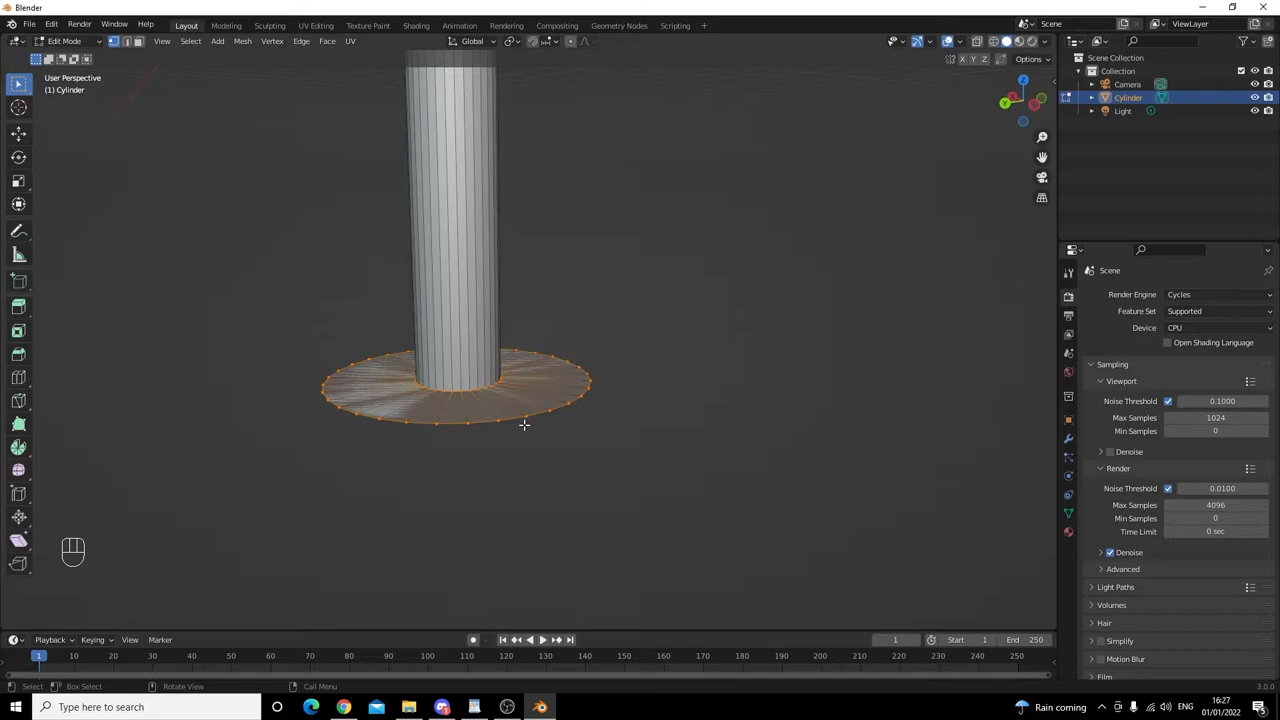 Blender
File Edit Render Window Help Layout Modeling Sculpting UV Editing Texture Paint Shading Animation Rendering Compositing Geometry Nodes Scripting + Scene ViewLayer
Edit Mode View Select Add Mesh Vertex Edge Face UV Global
X Y Z Options
User Perspective
(1) Cylinder
Z
Y
X
Scene Collection
Collection
Camera
Cylinder
Light
Scene
Render Engine Cycles
Feature Set Supported
Device CPU
Open Shading Language
Sampling
Viewport
Noise Threshold 0.1000
Max Samples 1024
Min Samples 0
Denoise
Render
Noise Threshold 0.0100
Max Samples 4096
Min Samples 0
Time Limit 0 sec
Denoise
Advanced
Light Paths
Volumes
Hair
Simplify
Motion Blur
Film
Playback Keying View Marker 1 Start 1 End 250
1 10 20 30 40 50 60 70 80 90 100 110 120 130 140 150 160 170 180 190 200 210 220 230 240 250
Select Box Select Rotate View Call Menu 3.0.0
Type here to search
Rain coming ENG 16:27
01/01/2022